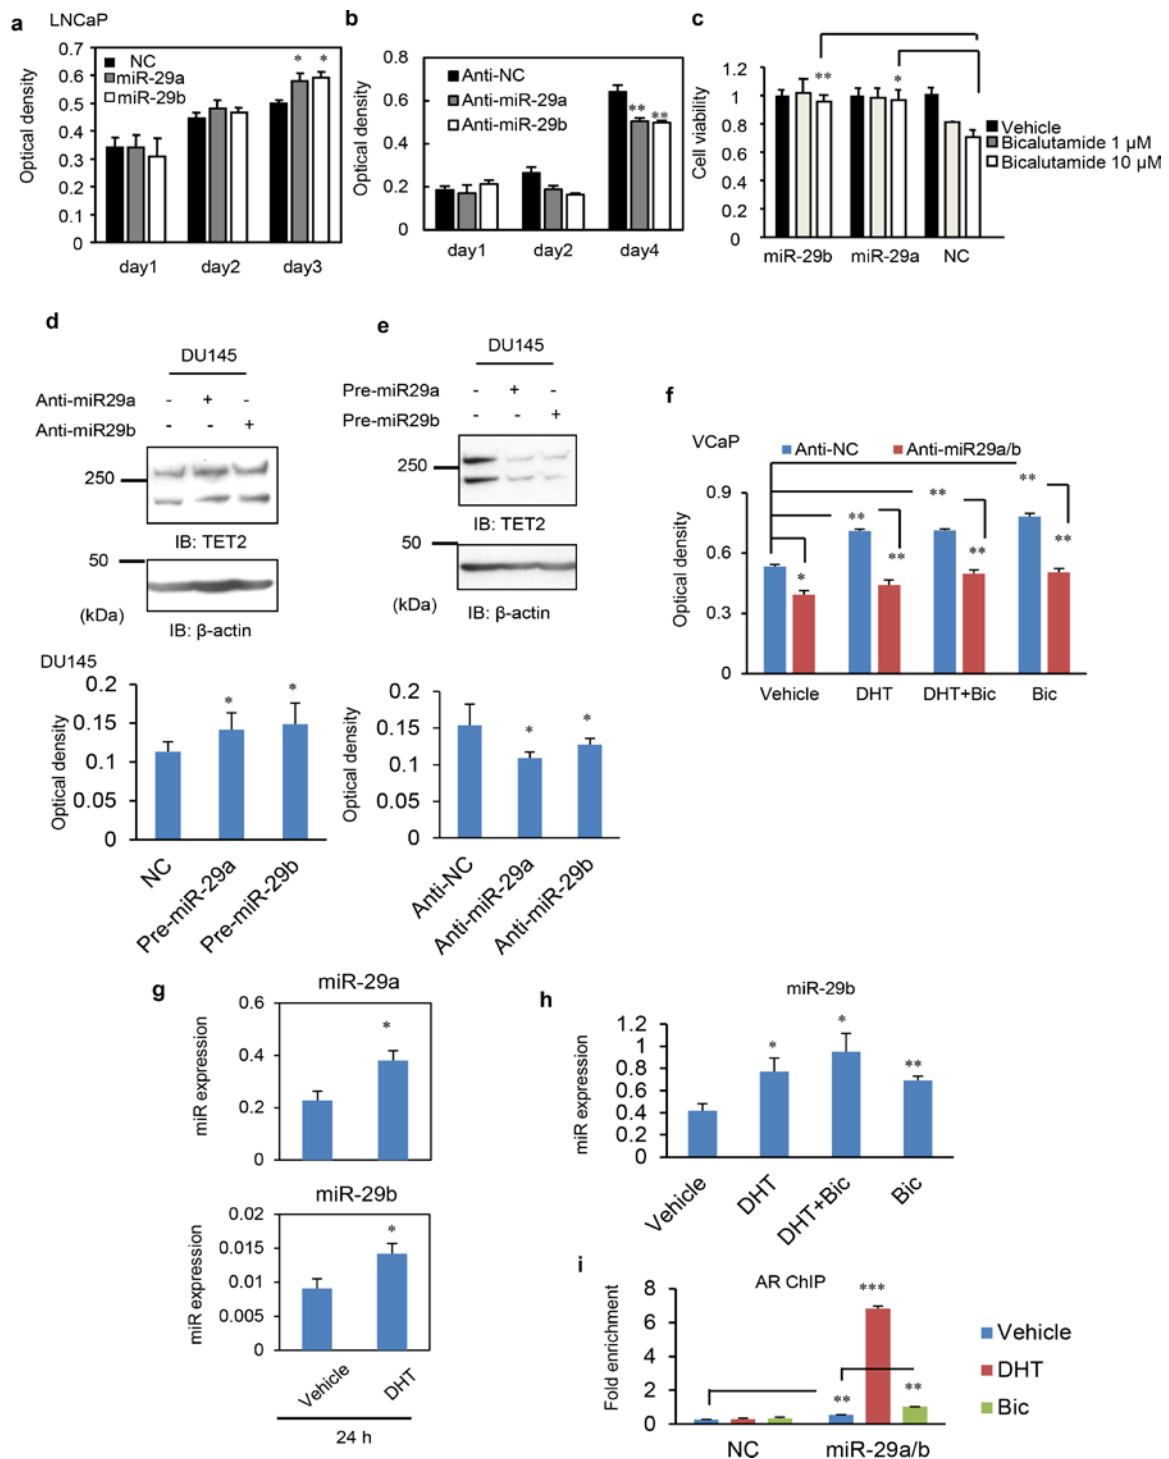 a LNCaP
0.7
0.6
0.5
0.4
0.3
0.2
0.1
0
Optical density
NC
miR-29a
miR-29b
* *
day1 day2 day3
b
0.8
0.6
0.4
0.2
0
Optical density
Anti-NC
Anti-miR-29a
Anti-miR-29b
** **
day1 day2 day4
c
1.2
1
0.8
0.6
0.4
0.2
0
Cell viability
** *
Vehicle
Bicalutamide 1 µM
Bicalutamide 10 µM
miR-29b miR-29a NC
d
DU145
Anti-miR29a - + -
Anti-miR29b - - +
250
IB: TET2
50
(kDa)
IB: β-actin
DU145
0.2
0.15
0.1
0.05
0
Optical density
* *
NC
Pre-miR-29a
Pre-miR-29b
e
DU145
Pre-miR29a - + -
Pre-miR29b - - +
250
IB: TET2
50
(kDa)
IB: β-actin
0.2
0.15
0.1
0.05
0
Optical density
* *
Anti-NC
Anti-miR-29a
Anti-miR-29b
f
VCaP
Anti-NC Anti-miR29a/b
0.9
0.6
0.3
0
Optical density
* ** ** ** ** ** **
Vehicle DHT DHT+Bic Bic
g
miR-29a
0.6
0.4
0.2
0
miR expression
*
miR-29b
0.02
0.015
0.01
0.005
0
miR expression
*
Vehicle DHT
24 h
h
miR-29b
1.2
1
0.8
0.6
0.4
0.2
0
miR expression
* * **
Vehicle DHT DHT+Bic Bic
i
AR ChIP
8
6
4
2
0
Fold enrichment
** *** **
NC miR-29a/b
Vehicle
DHT
Bic